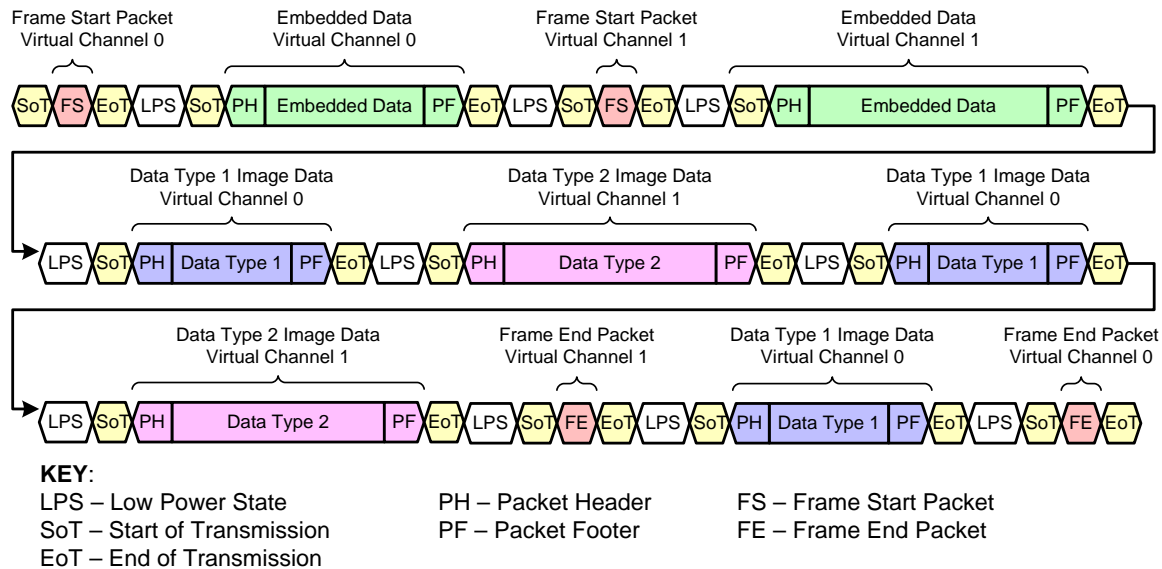 Frame Start Packet
Virtual Channel 0
Embedded Data
Virtual Channel 0
Frame Start Packet
Virtual Channel 1
Embedded Data
Virtual Channel 1
SoT FS EoT LPS SoT PH Embedded Data PF EoT LPS SoT FS EoT LPS SoT PH Embedded Data PF EoT
Data Type 1 Image Data
Virtual Channel 0
Data Type 2 Image Data
Virtual Channel 1
Data Type 1 Image Data
Virtual Channel 0
LPS SoT PH Data Type 1 PF EoT LPS SoT PH Data Type 2 PF EoT LPS SoT PH Data Type 1 PF EoT
Data Type 2 Image Data
Virtual Channel 1
Frame End Packet
Virtual Channel 1
Data Type 1 Image Data
Virtual Channel 0
Frame End Packet
Virtual Channel 0
LPS SoT PH Data Type 2 PF EoT LPS SoT FE EoT LPS SoT PH Data Type 1 PF EoT LPS SoT FE EoT
KEY:
LPS – Low Power State
PH – Packet Header
FS – Frame Start Packet
SoT – Start of Transmission
PF – Packet Footer
FE – Frame End Packet
EoT – End of Transmission